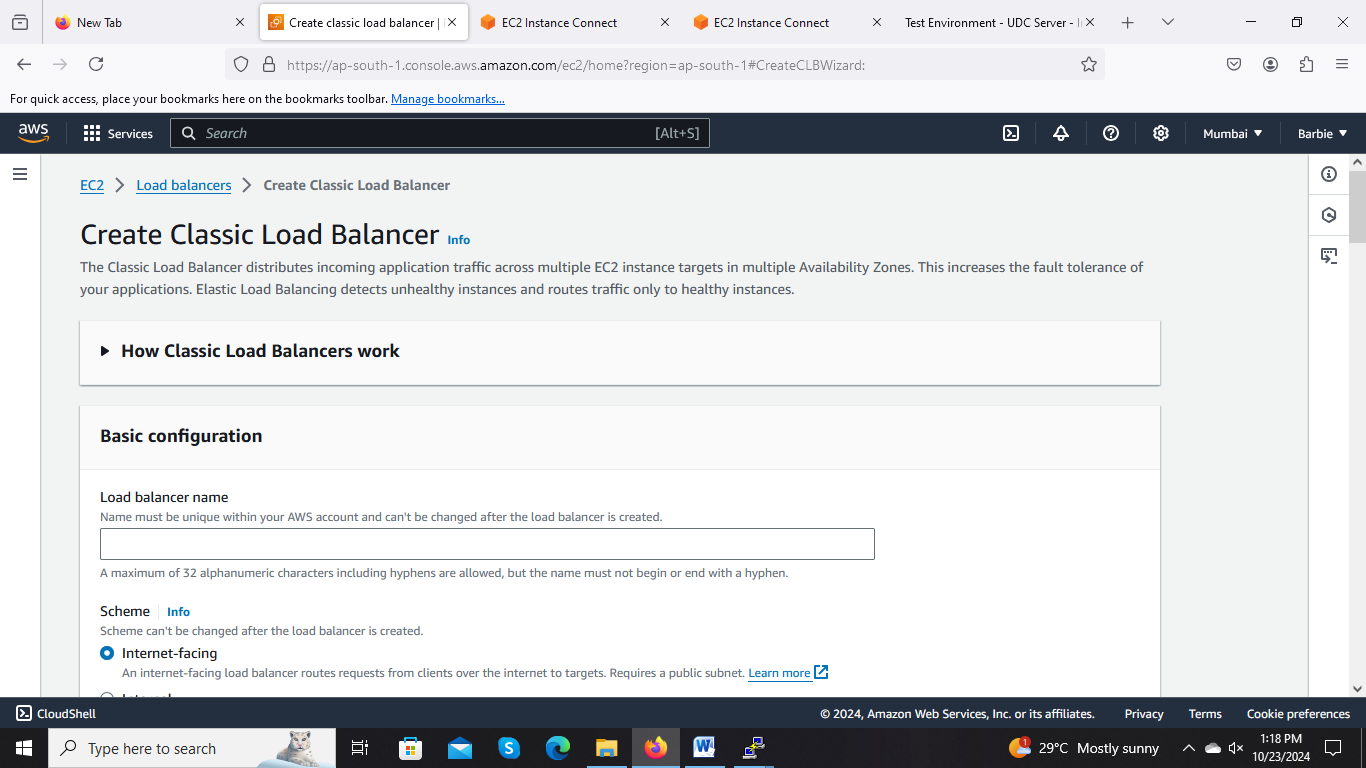 New Tab
Create classic load balancer |
EC2 Instance Connect
EC2 Instance Connect
Test Environment - UDC Server -
https://ap-south-1.console.aws.amazon.com/ec2/home?region=ap-south-1#CreateCLBWizard:
For quick access, place your bookmarks here on the bookmarks toolbar. Manage bookmarks...
aws
Services
Search
[Alt+S]
Mumbai
Barbie
EC2
Load balancers
Create Classic Load Balancer
Create Classic Load Balancer Info
The Classic Load Balancer distributes incoming application traffic across multiple EC2 instance targets in multiple Availability Zones. This increases the fault tolerance of
your applications. Elastic Load Balancing detects unhealthy instances and routes traffic only to healthy instances.
How Classic Load Balancers work
Basic configuration
Load balancer name
Name must be unique within your AWS account and can't be changed after the load balancer is created.
A maximum of 32 alphanumeric characters including hyphens are allowed, but the name must not begin or end with a hyphen.
Scheme Info
Scheme can't be changed after the load balancer is created.
Internet-facing
An internet-facing load balancer routes requests from clients over the internet to targets. Requires a public subnet. Learn more
CloudShell
© 2024, Amazon Web Services, Inc. or its affiliates.
Privacy
Terms
Cookie preferences
Type here to search
1
29°C Mostly sunny
1:18 PM
10/23/2024